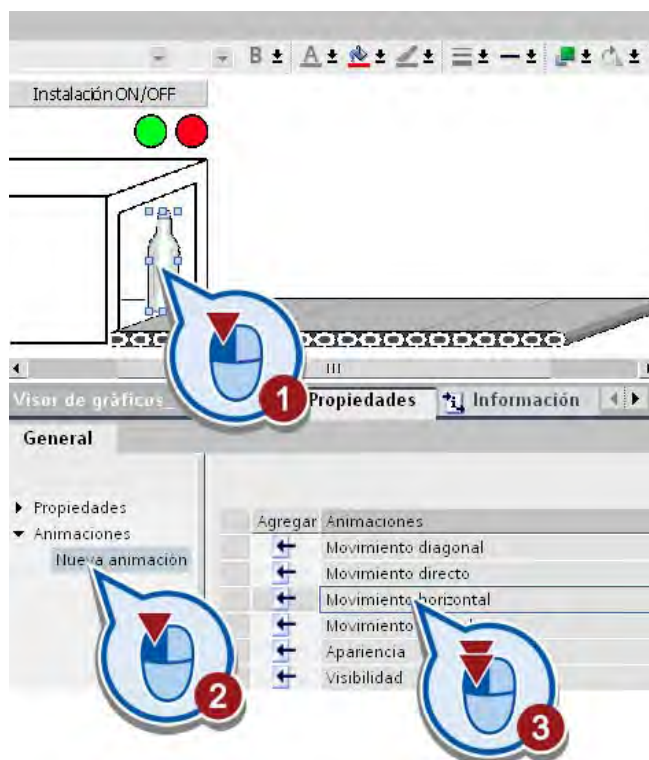 B A
Instalación ON/OFF
III
1
Visor de gráficos_ Propiedades Información
General
Propiedades
Animaciones
Nueva animación
Agregar Animaciones
Movimiento diagonal
Movimiento directo
Movimiento horizontal
Movimiento
Apariencia
Visibilidad
2
3